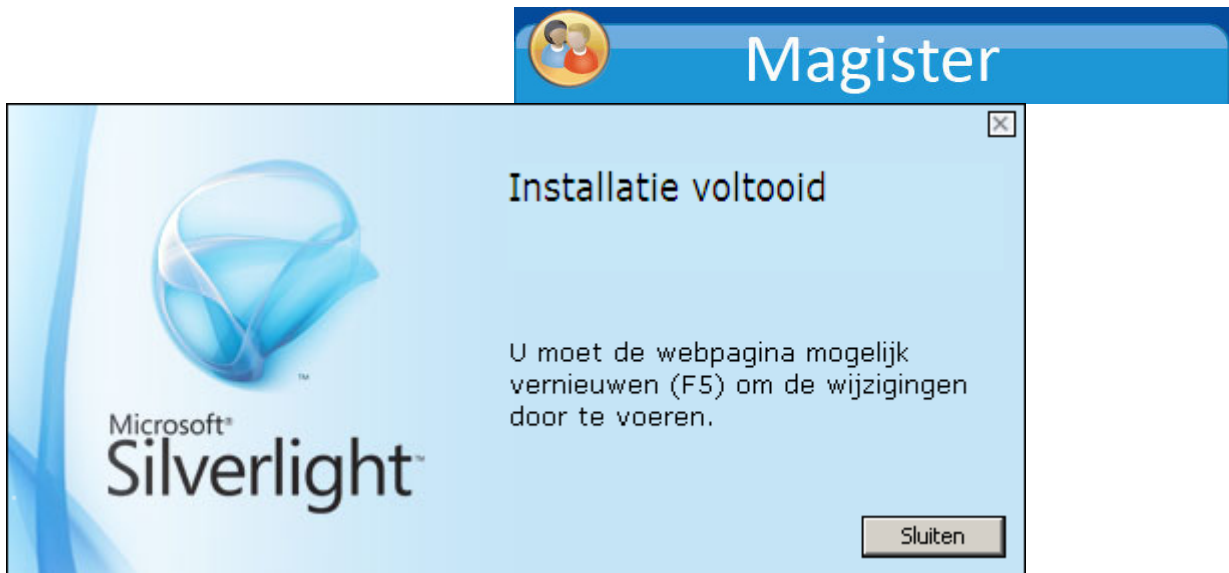 Magister
Installatie voltooid
U moet de webpagina mogelijk
vernieuwen (F5) om de wijzigingen
door te voeren.
Microsoft®
Silverlight™
Sluiten